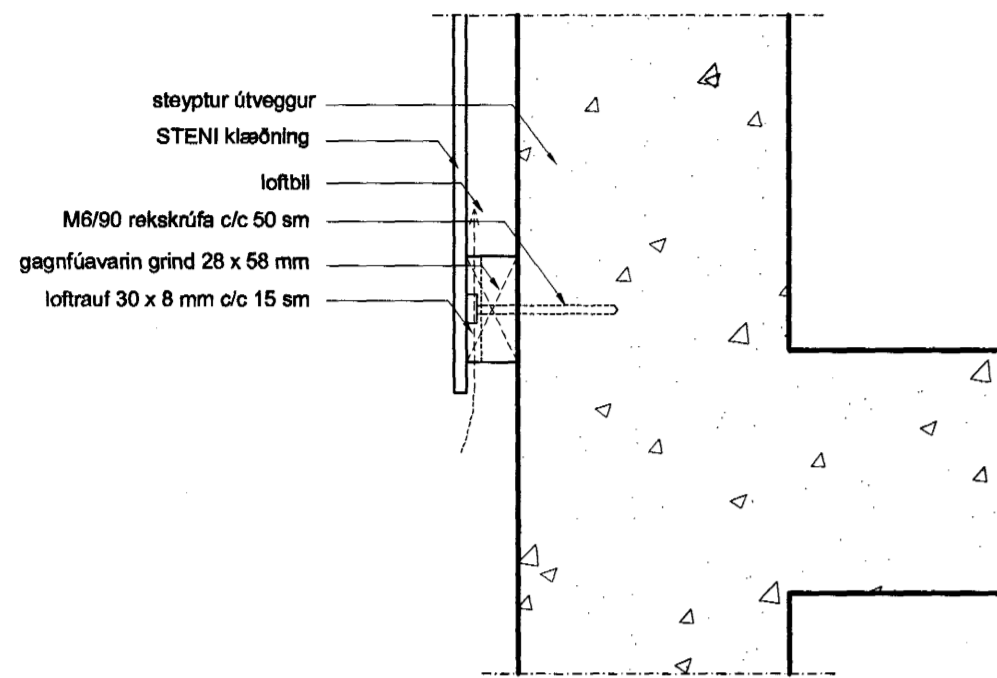 steyptur útveggur
STENI klæðning
loftbil
M6/90 rekskrúfa c/c 50 sm
gagnfúavarin grind 28 x 58 mm
loftrauf 30 x 8 mm c/c 15 sm